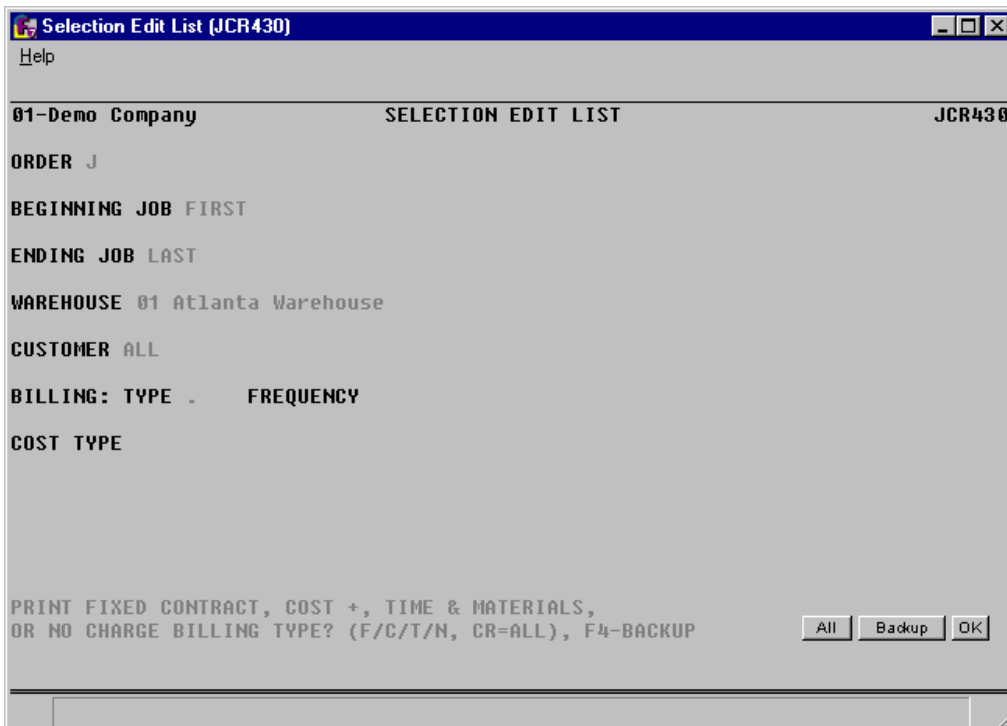 Selection Edit List (JCR430)
Help
01-Demo Company SELECTION EDIT LIST JCR430
ORDER J
BEGINNING JOB FIRST
ENDING JOB LAST
WAREHOUSE 01 Atlanta Warehouse
CUSTOMER ALL
BILLING: TYPE . FREQUENCY
COST TYPE
PRINT FIXED CONTRACT, COST +, TIME & MATERIALS,
OR NO CHARGE BILLING TYPE? (F/C/T/N, CR=ALL), F4-BACKUP All Backup OK